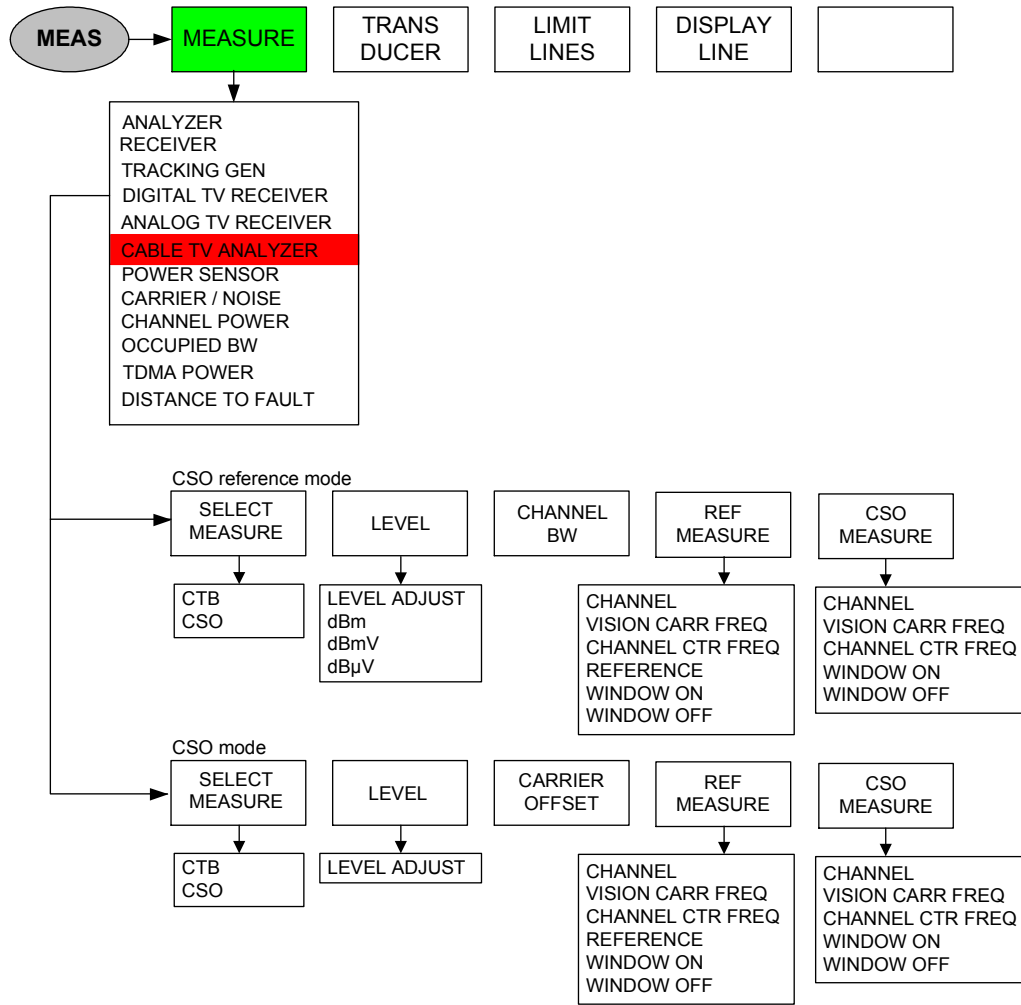 MEAS
MEASURE
TRANS
DUCER
LIMIT
LINES
DISPLAY
LINE
ANALYZER
RECEIVER
TRACKING GEN
DIGITAL TV RECEIVER
ANALOG TV RECEIVER
CABLE TV ANALYZER
POWER SENSOR
CARRIER / NOISE
CHANNEL POWER
OCCUPIED BW
TDMA POWER
DISTANCE TO FAULT
CSO reference mode
SELECT
MEASURE
LEVEL
CHANNEL
BW
REF
MEASURE
CSO
MEASURE
CTB
CSO
LEVEL ADJUST
dBm
dBmV
dBµV
CHANNEL
VISION CARR FREQ
CHANNEL CTR FREQ
REFERENCE
WINDOW ON
WINDOW OFF
CHANNEL
VISION CARR FREQ
CHANNEL CTR FREQ
WINDOW ON
WINDOW OFF
CSO mode
SELECT
MEASURE
LEVEL
CARRIER
OFFSET
REF
MEASURE
CSO
MEASURE
CTB
CSO
LEVEL ADJUST
CHANNEL
VISION CARR FREQ
CHANNEL CTR FREQ
REFERENCE
WINDOW ON
WINDOW OFF
CHANNEL
VISION CARR FREQ
CHANNEL CTR FREQ
WINDOW ON
WINDOW OFF